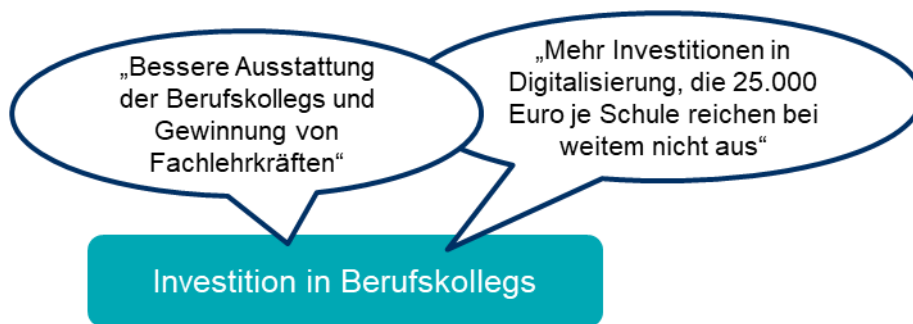 „Bessere Ausstattung
der Berufskollegs und
Gewinnung von
Fachlehrkräften“
„Mehr Investitionen in
Digitalisierung, die 25.000
Euro je Schule reichen bei
weitem nicht aus“
Investition in Berufskollegs